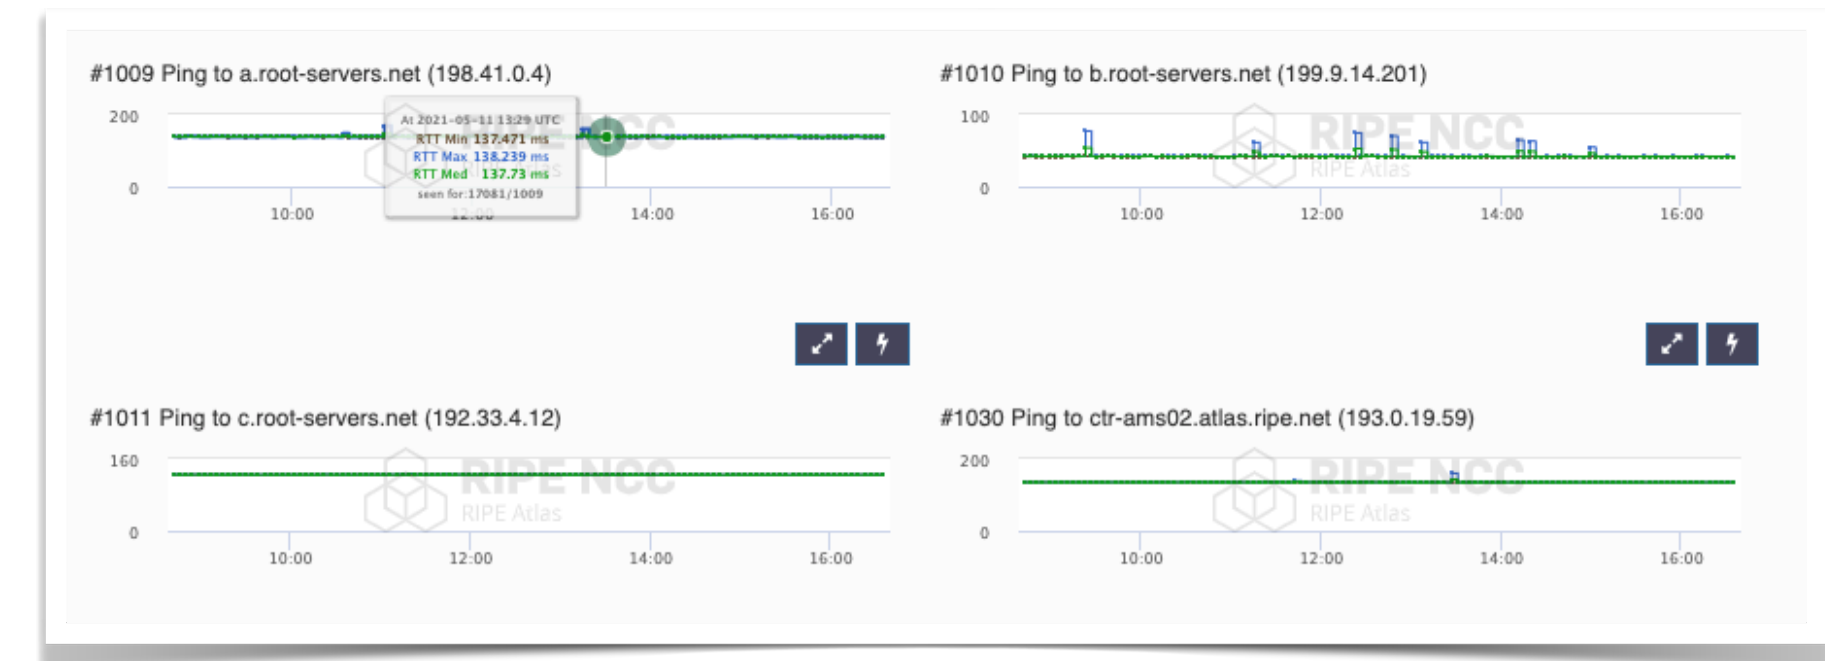 #1009 Ping to a.root-servers.net (198.41.0.4)
200
0
RIPE NCC
RIPE Atlas
At 2021-05-11 13:29 UTC
RTT Min 137.471 ms
RTT Max 138.239 ms
RTT Med 137.73 ms
seen for:17081/1009
10:00
12:00
14:00
16:00
#1010 Ping to b.root-servers.net (199.9.14.201)
100
0
RIPE NCC
RIPE Atlas
10:00
12:00
14:00
16:00
#1011 Ping to c.root-servers.net (192.33.4.12)
160
0
RIPE NCC
RIPE Atlas
10:00
12:00
14:00
16:00
#1030 Ping to ctr-ams02.atlas.ripe.net (193.0.19.59)
200
0
RIPE NCC
RIPE Atlas
10:00
12:00
14:00
16:00